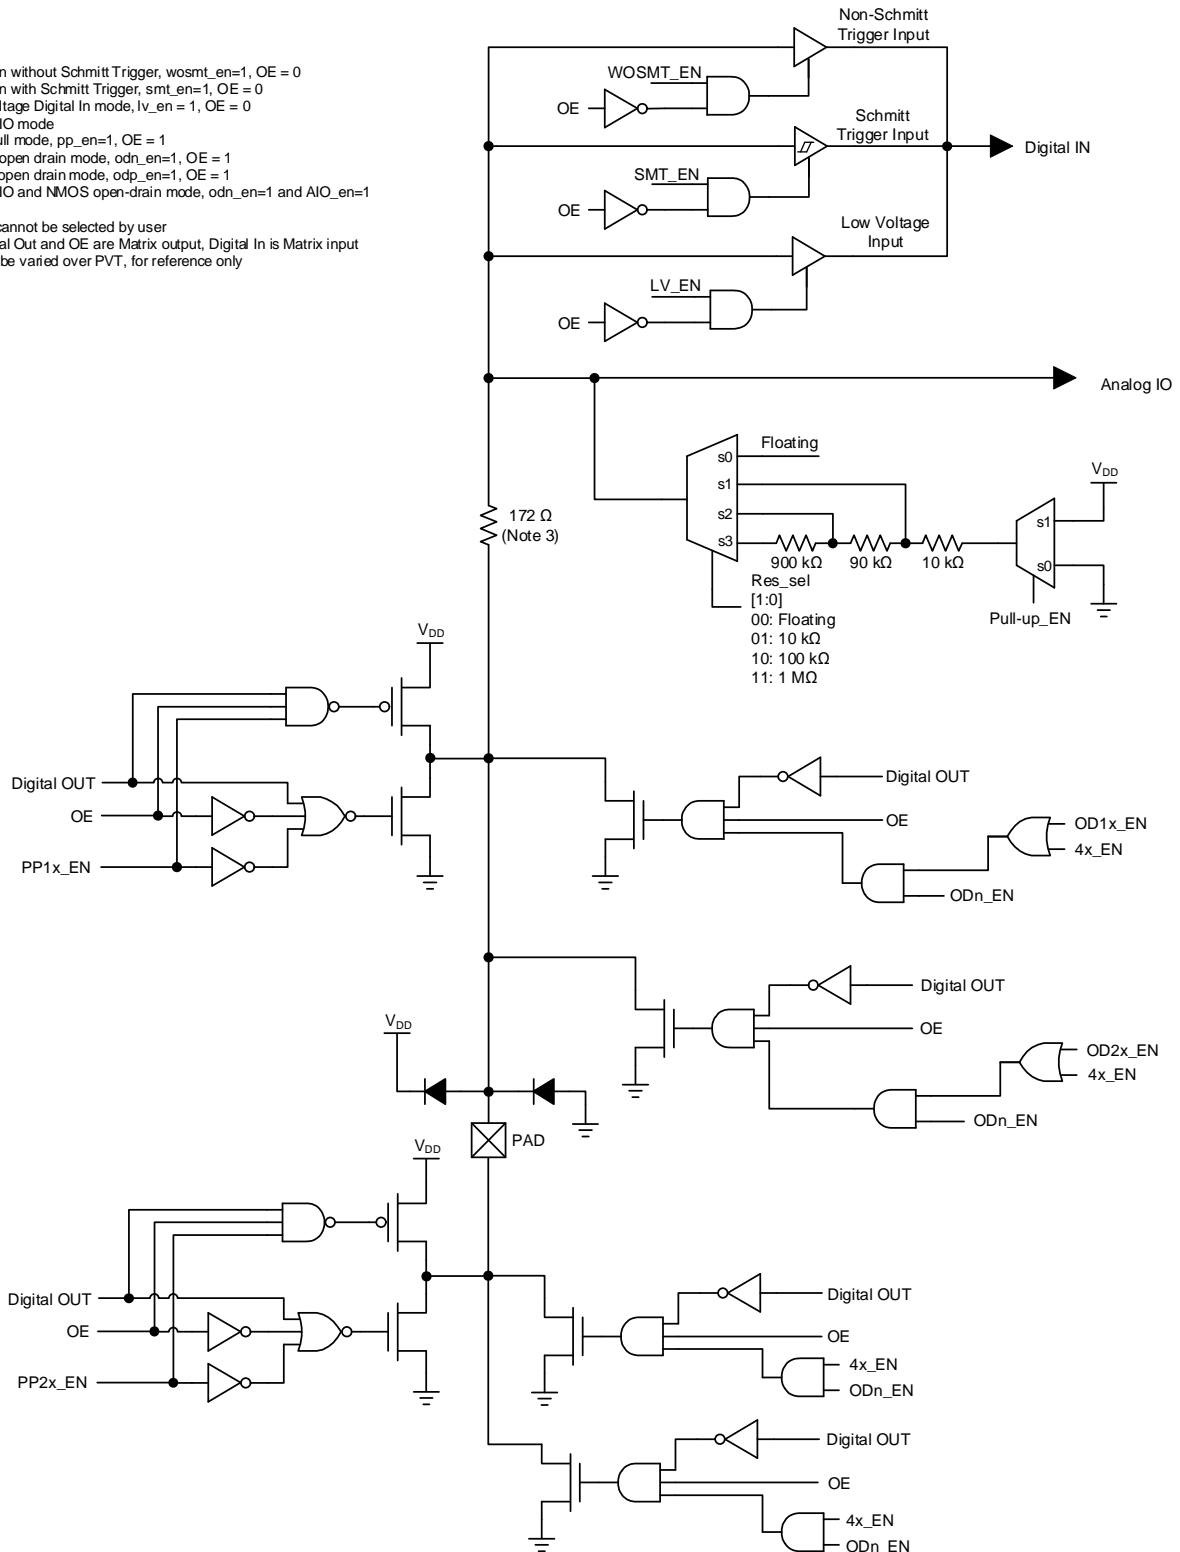 Non-Schmitt
Trigger Input
n without Schmitt Trigger, wosmt_en=1, OE = 0
n with Schmitt Trigger, smt_en=1, OE = 0
ltage Digital In mode, lv_en = 1, OE = 0
IO mode
ull mode, pp_en=1, OE = 1
open drain mode, odn_en=1, OE = 1
open drain mode, odp_en=1, OE = 1
IO and NMOS open-drain mode, odn_en=1 and AIO_en=1
cannot be selected by user
al Out and OE are Matrix output, Digital In is Matrix input
be varied over PVT, for reference only
WOSMT_EN
OE
Schmitt
Trigger Input
Digital IN
SMT_EN
OE
Low Voltage
Input
LV_EN
OE
Analog IO
Floating
s0
s1
s2
s3
900 kΩ
90 kΩ
10 kΩ
VDD
s1
s0
Pull-up_EN
172 Ω
(Note 3)
Res_sel
[1:0]
00: Floating
01: 10 kΩ
10: 100 kΩ
11: 1 MΩ
VDD
Digital OUT
OE
PP1x_EN
Digital OUT
OE
OD1x_EN
4x_EN
ODn_EN
Digital OUT
OE
OD2x_EN
4x_EN
ODn_EN
VDD
PAD
VDD
Digital OUT
OE
PP2x_EN
Digital OUT
OE
4x_EN
ODn_EN
Digital OUT
OE
4x_EN
ODn_EN